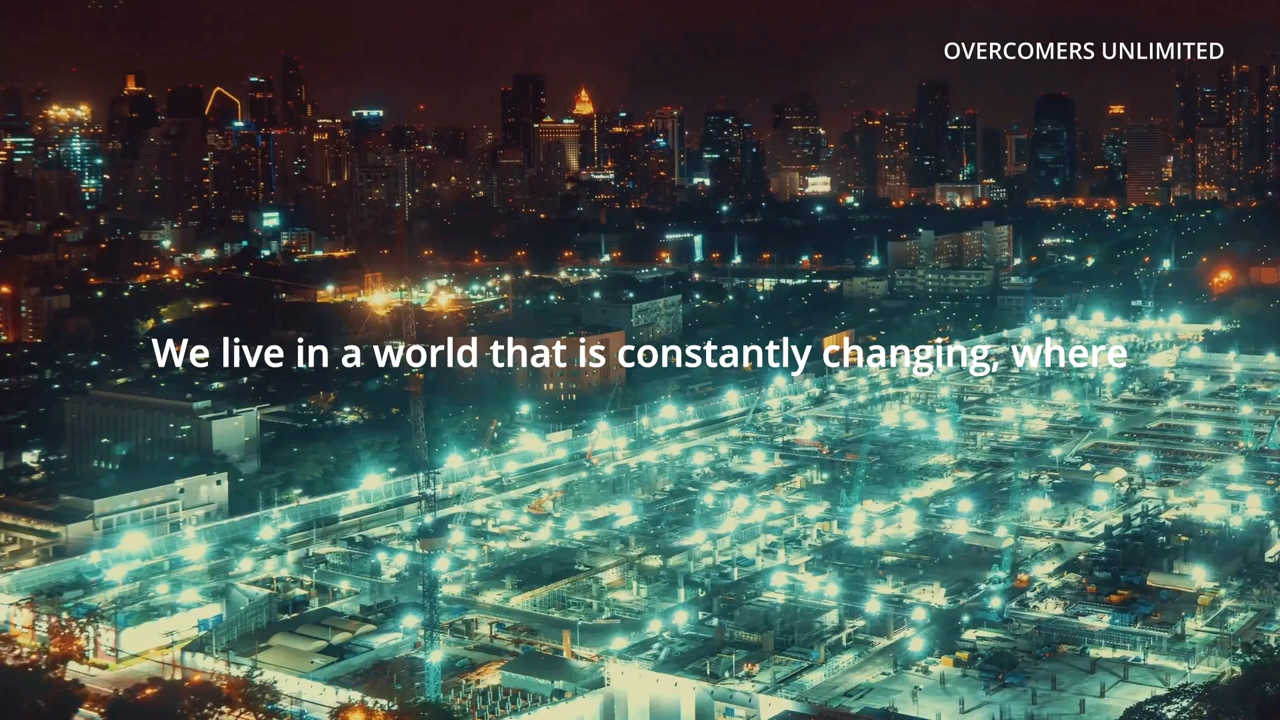 OVERCOMERS UNLIMITED
We live in a world that is constantly changing, where